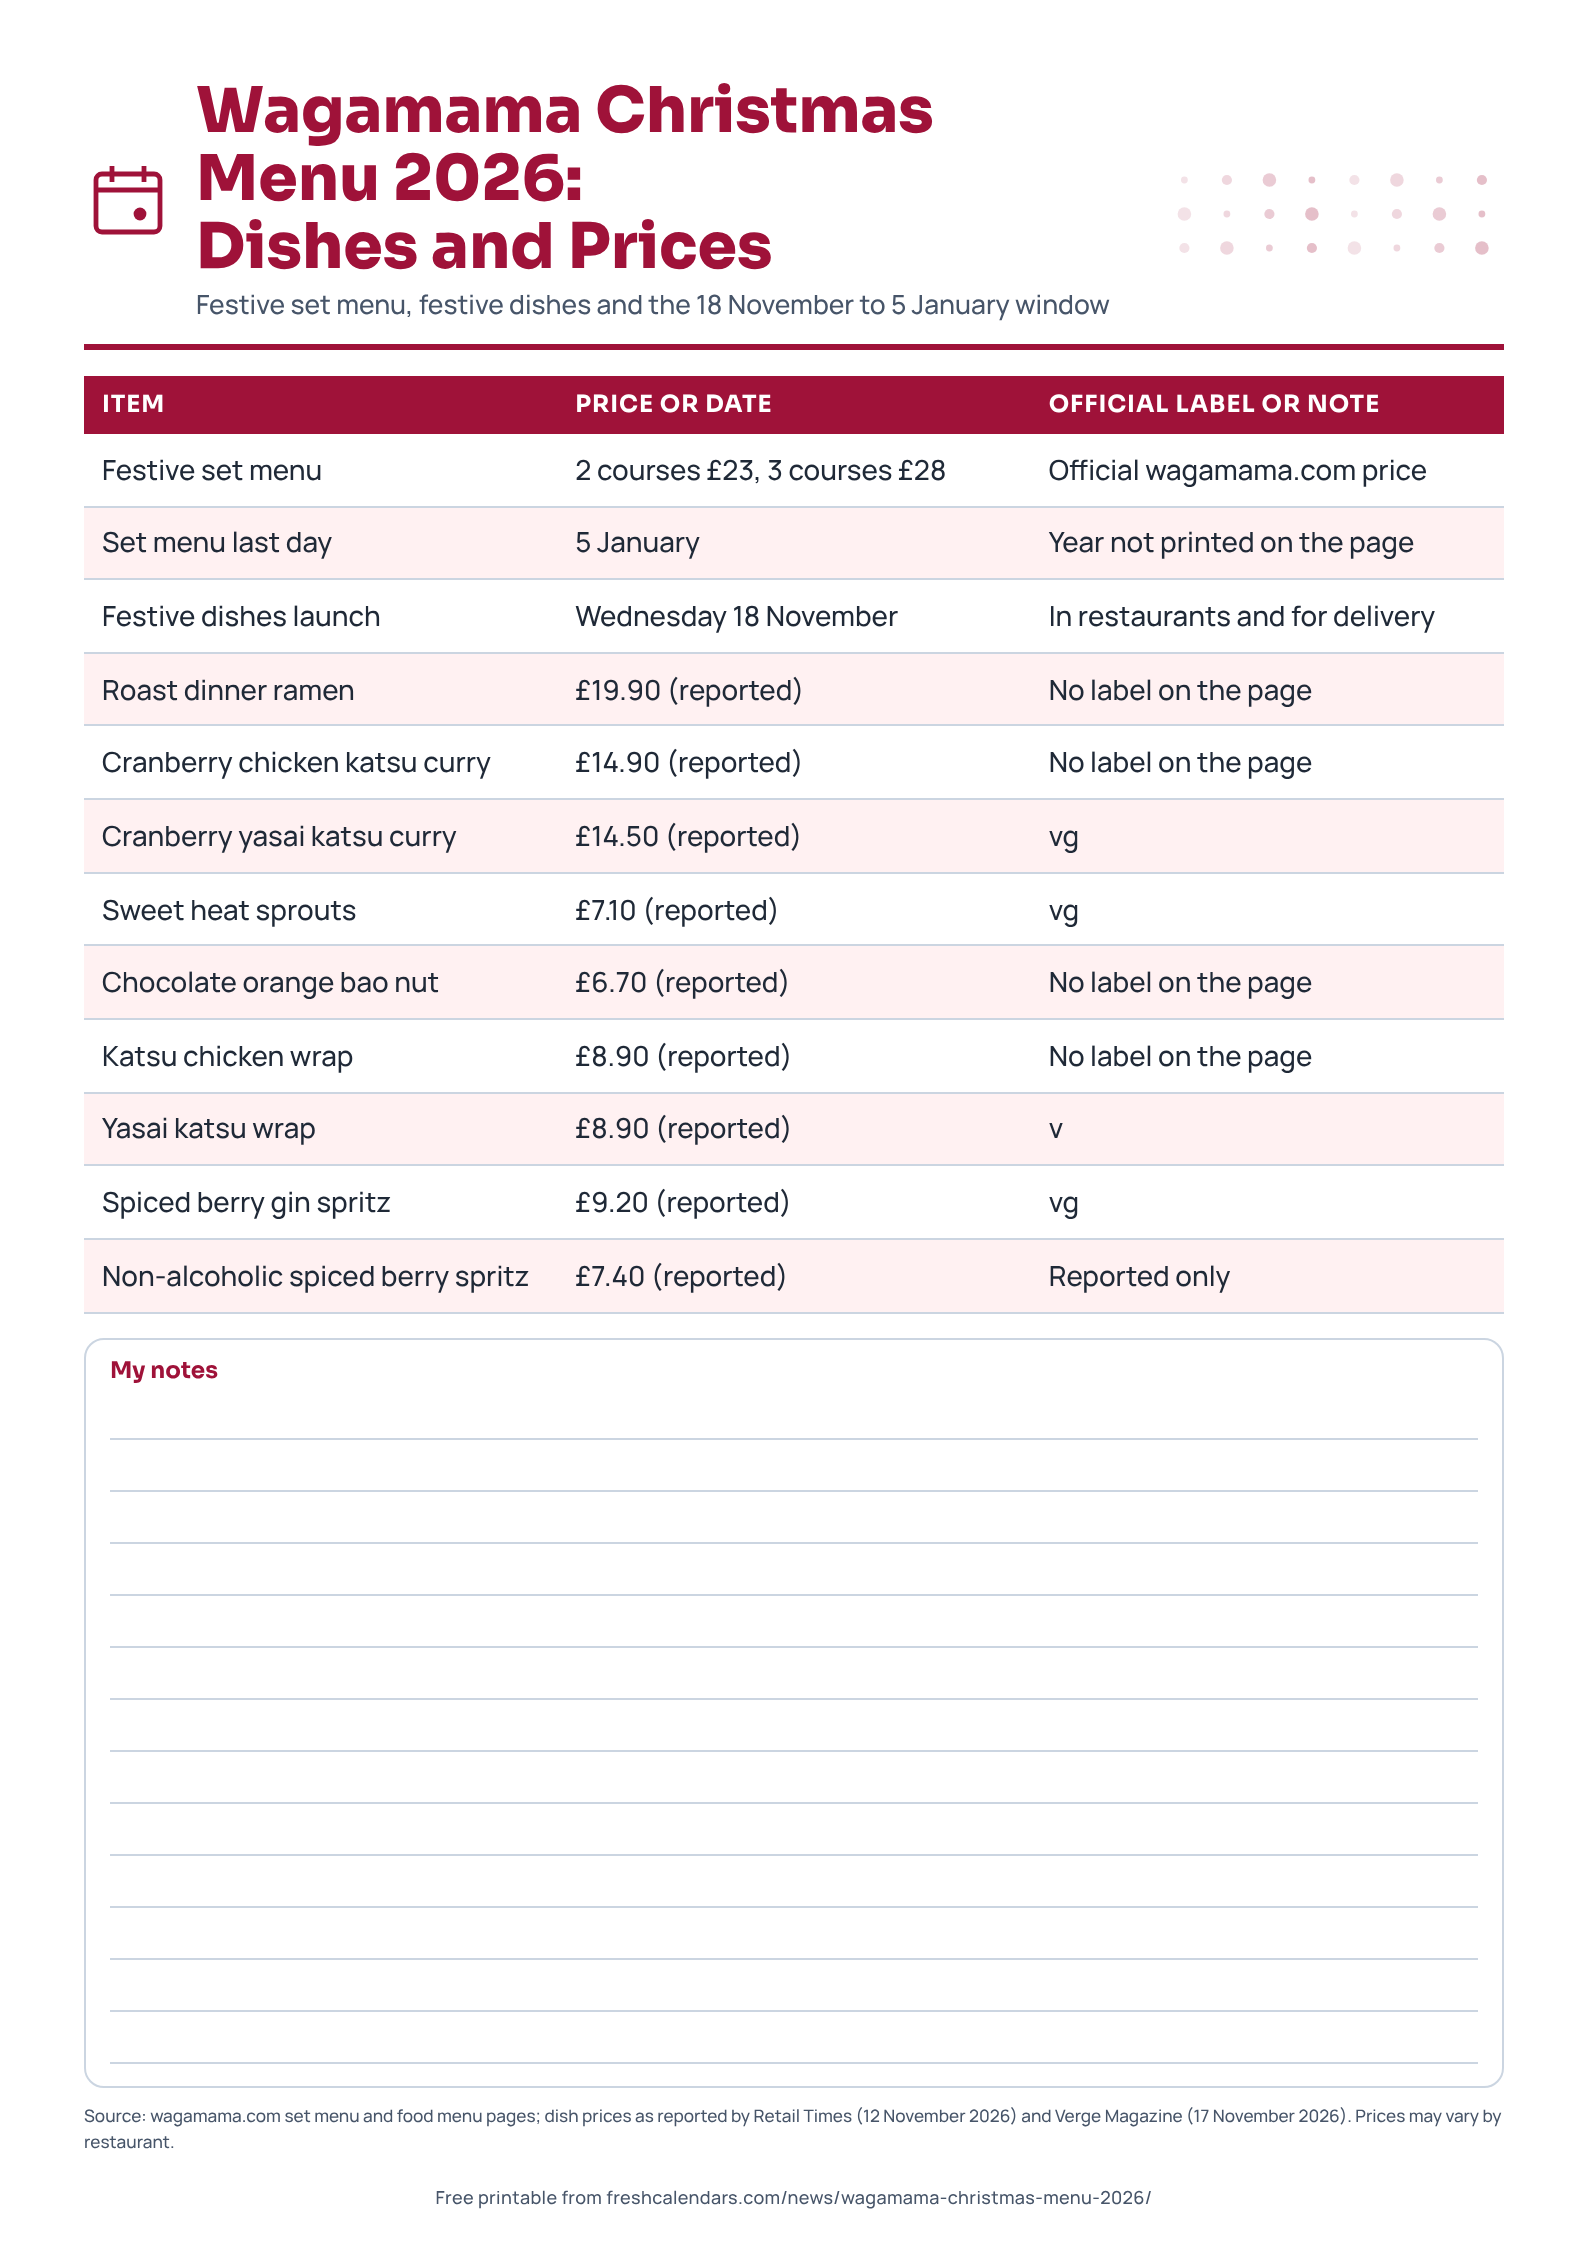 Wagamama Christmas
Menu 2026:
Dishes and Prices
Festive set menu, festive dishes and the 18 November to 5 January window
ITEM PRICE OR DATE OFFICIAL LABEL OR NOTE
Festive set menu 2 courses £23, 3 courses £28 Official wagamama.com price
Set menu last day 5 January Year not printed on the page
Festive dishes launch Wednesday 18 November In restaurants and for delivery
Roast dinner ramen £19.90 (reported) No label on the page
Cranberry chicken katsu curry £14.90 (reported) No label on the page
Cranberry yasai katsu curry £14.50 (reported) vg
Sweet heat sprouts £7.10 (reported) vg
Chocolate orange bao nut £6.70 (reported) No label on the page
Katsu chicken wrap £8.90 (reported) No label on the page
Yasai katsu wrap £8.90 (reported) v
Spiced berry gin spritz £9.20 (reported) vg
Non-alcoholic spiced berry spritz £7.40 (reported) Reported only
My notes
Source: wagamama.com set menu and food menu pages; dish prices as reported by Retail Times (12 November 2026) and Verge Magazine (17 November 2026). Prices may vary by
restaurant.
Free printable from freshcalendars.com/news/wagamama-christmas-menu-2026/